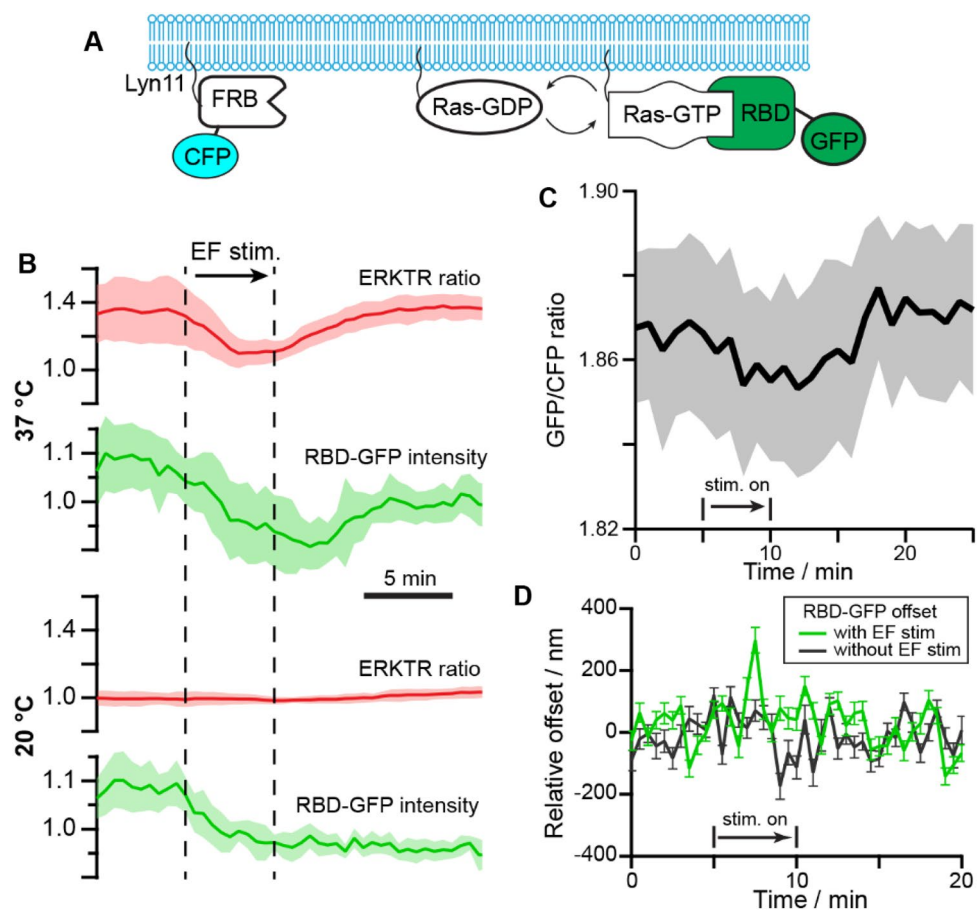 A
Lyn11
FRB
CFP
Ras-GDP
Ras-GTP
RBD
GFP
B
EF stim.
37 °C
1.4
1.0
ERKTR ratio
1.1
1.0
RBD-GFP intensity
5 min
20 °C
1.4
1.0
ERKTR ratio
1.1
1.0
RBD-GFP intensity
C
GFP/CFP ratio
1.90
1.86
1.82
stim. on
0 10 20
Time / min
D
Relative offset / nm
400
200
0
-200
-400
RBD-GFP offset
with EF stim
without EF stim
stim. on
0 10 20
Time / min